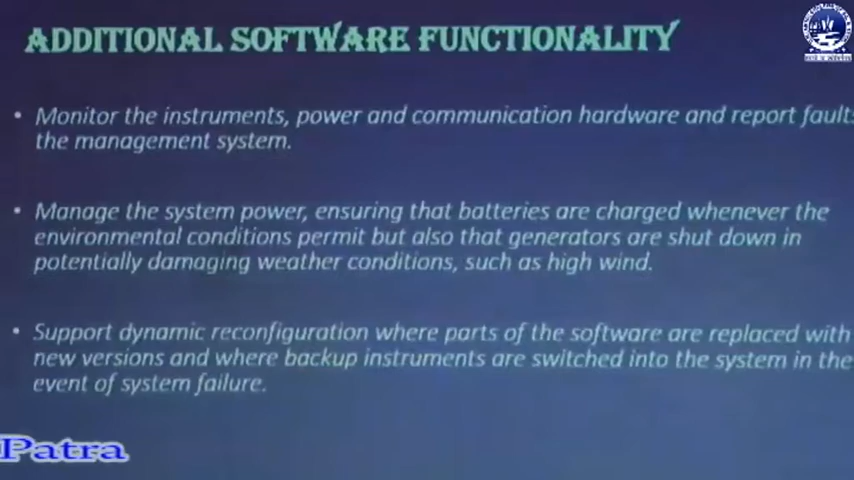 ADDITIONAL SOFTWARE FUNCTIONALITY
• Monitor the instruments, power and communication hardware and report faults
the management system.
• Manage the system power, ensuring that batteries are charged whenever the
environmental conditions permit but also that generators are shut down in
potentially damaging weather conditions, such as high wind.
• Support dynamic reconfiguration where parts of the software are replaced with
new versions and where backup instruments are switched into the system in the
event of system failure.
Patra